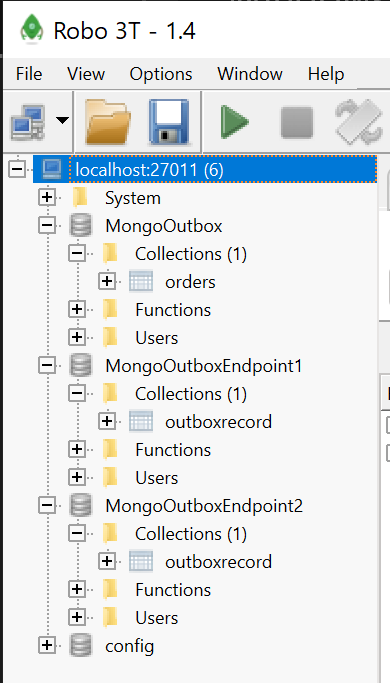 Robo 3T - 1.4
File View Options Window Help
localhost:27011 (6)
System
MongoOutbox
Collections (1)
orders
Functions
Users
MongoOutboxEndpoint1
Collections (1)
outboxrecord
Functions
Users
MongoOutboxEndpoint2
Collections (1)
outboxrecord
Functions
Users
config